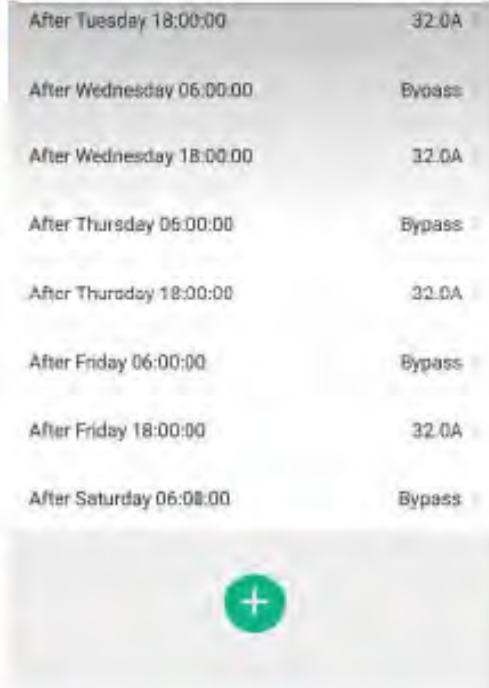 After Tuesday 18:00:00 32.0A
After Wednesday 06:00:00 Bypass
After Wednesday 18:00:00 32.0A
After Thursday 06:00:00 Bypass
After Thursday 18:00:00 32.0A
After Friday 06:00:00 Bypass
After Friday 18:00:00 32.0A
After Saturday 06:00:00 Bypass